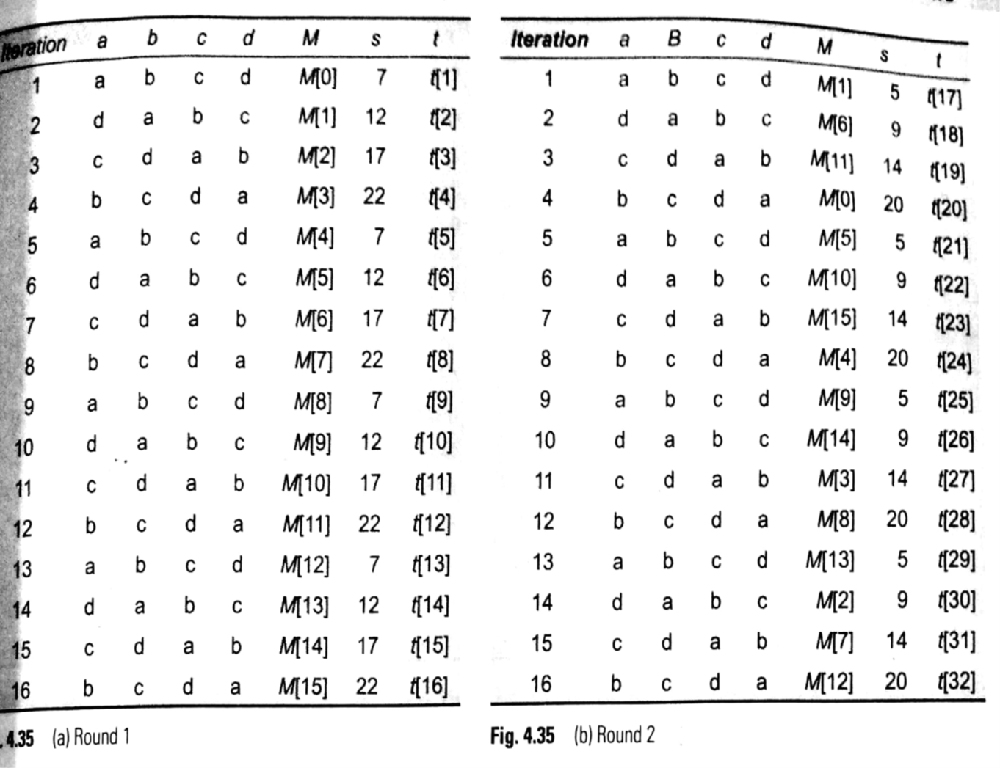 Iteration a b c d M s t
1 a b c d M[0] 7 t[1]
2 d a b c M[1] 12 t[2]
3 c d a b M[2] 17 t[3]
4 b c d a M[3] 22 t[4]
5 a b c d M[4] 7 t[5]
6 d a b c M[5] 12 t[6]
7 c d a b M[6] 17 t[7]
8 b c d a M[7] 22 t[8]
9 a b c d M[8] 7 t[9]
10 d a b c M[9] 12 t[10]
11 c d a b M[10] 17 t[11]
12 b c d a M[11] 22 t[12]
13 a b c d M[12] 7 t[13]
14 d a b c M[13] 12 t[14]
15 c d a b M[14] 17 t[15]
16 b c d a M[15] 22 t[16]
. 4.35 (a) Round 1
Iteration a B c d M s t
1 a b c d M[1] 5 t[17]
2 d a b c M[6] 9 t[18]
3 c d a b M[11] 14 t[19]
4 b c d a M[0] 20 t[20]
5 a b c d M[5] 5 t[21]
6 d a b c M[10] 9 t[22]
7 c d a b M[15] 14 t[23]
8 b c d a M[4] 20 t[24]
9 a b c d M[9] 5 t[25]
10 d a b c M[14] 9 t[26]
11 c d a b M[3] 14 t[27]
12 b c d a M[8] 20 t[28]
13 a b c d M[13] 5 t[29]
14 d a b c M[2] 9 t[30]
15 c d a b M[7] 14 t[31]
16 b c d a M[12] 20 t[32]
Fig. 4.35 (b) Round 2